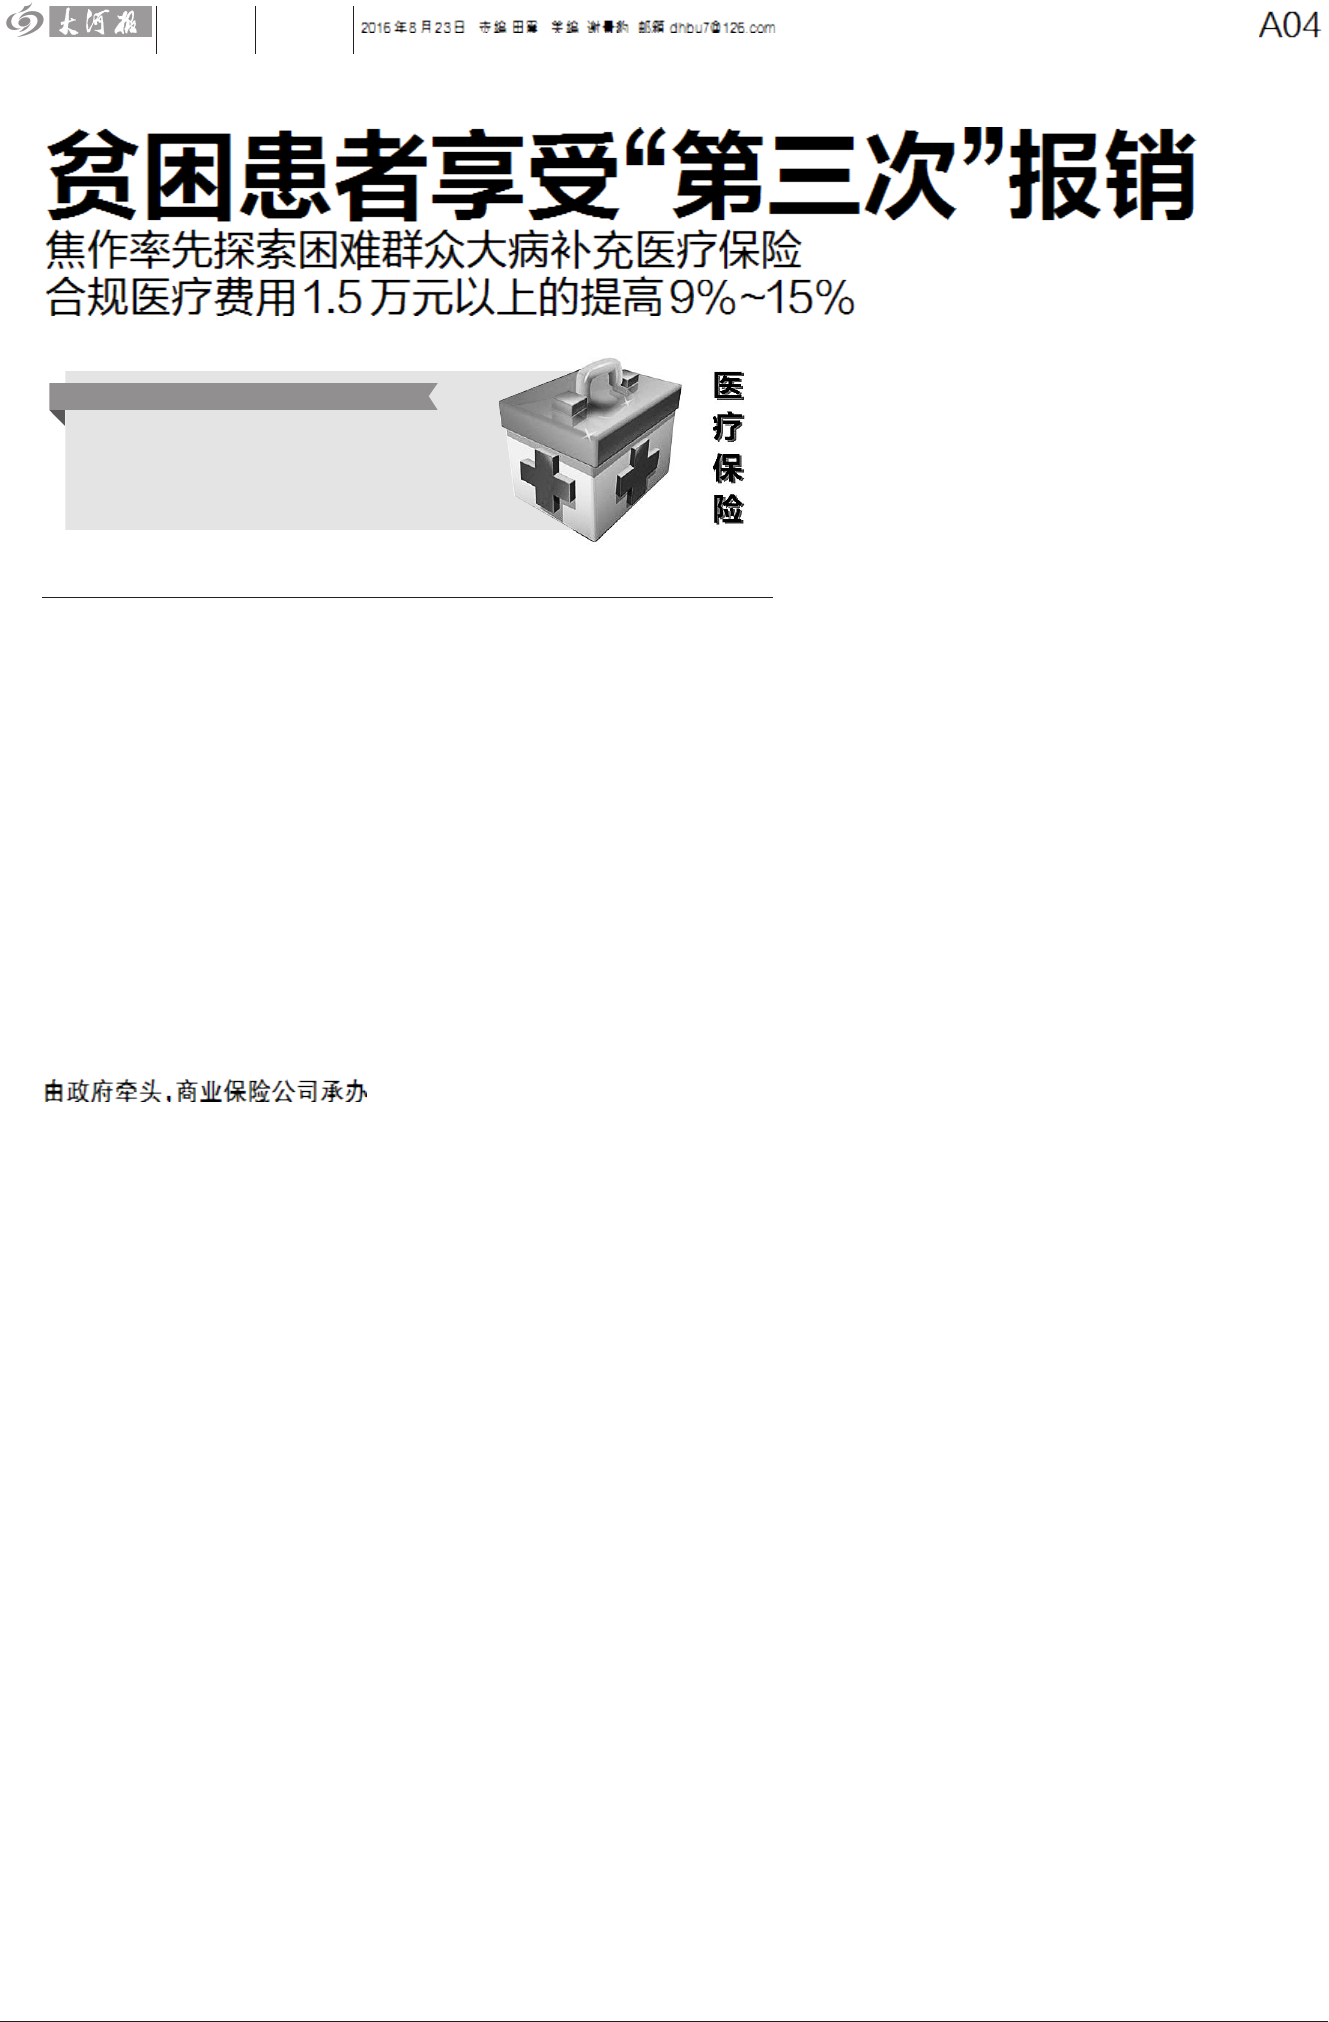 大河报
2016年8月23日 责编 田 美编 谢景豹 邮箱 dhbu7@126.com
A04
贫困患者享受“第三次”报销
焦作率先探索困难群众大病补充医疗保险
合规医疗费用1.5万元以上的提高9%~15%
医
疗
保
险
由政府牵头,商业保险公司承办